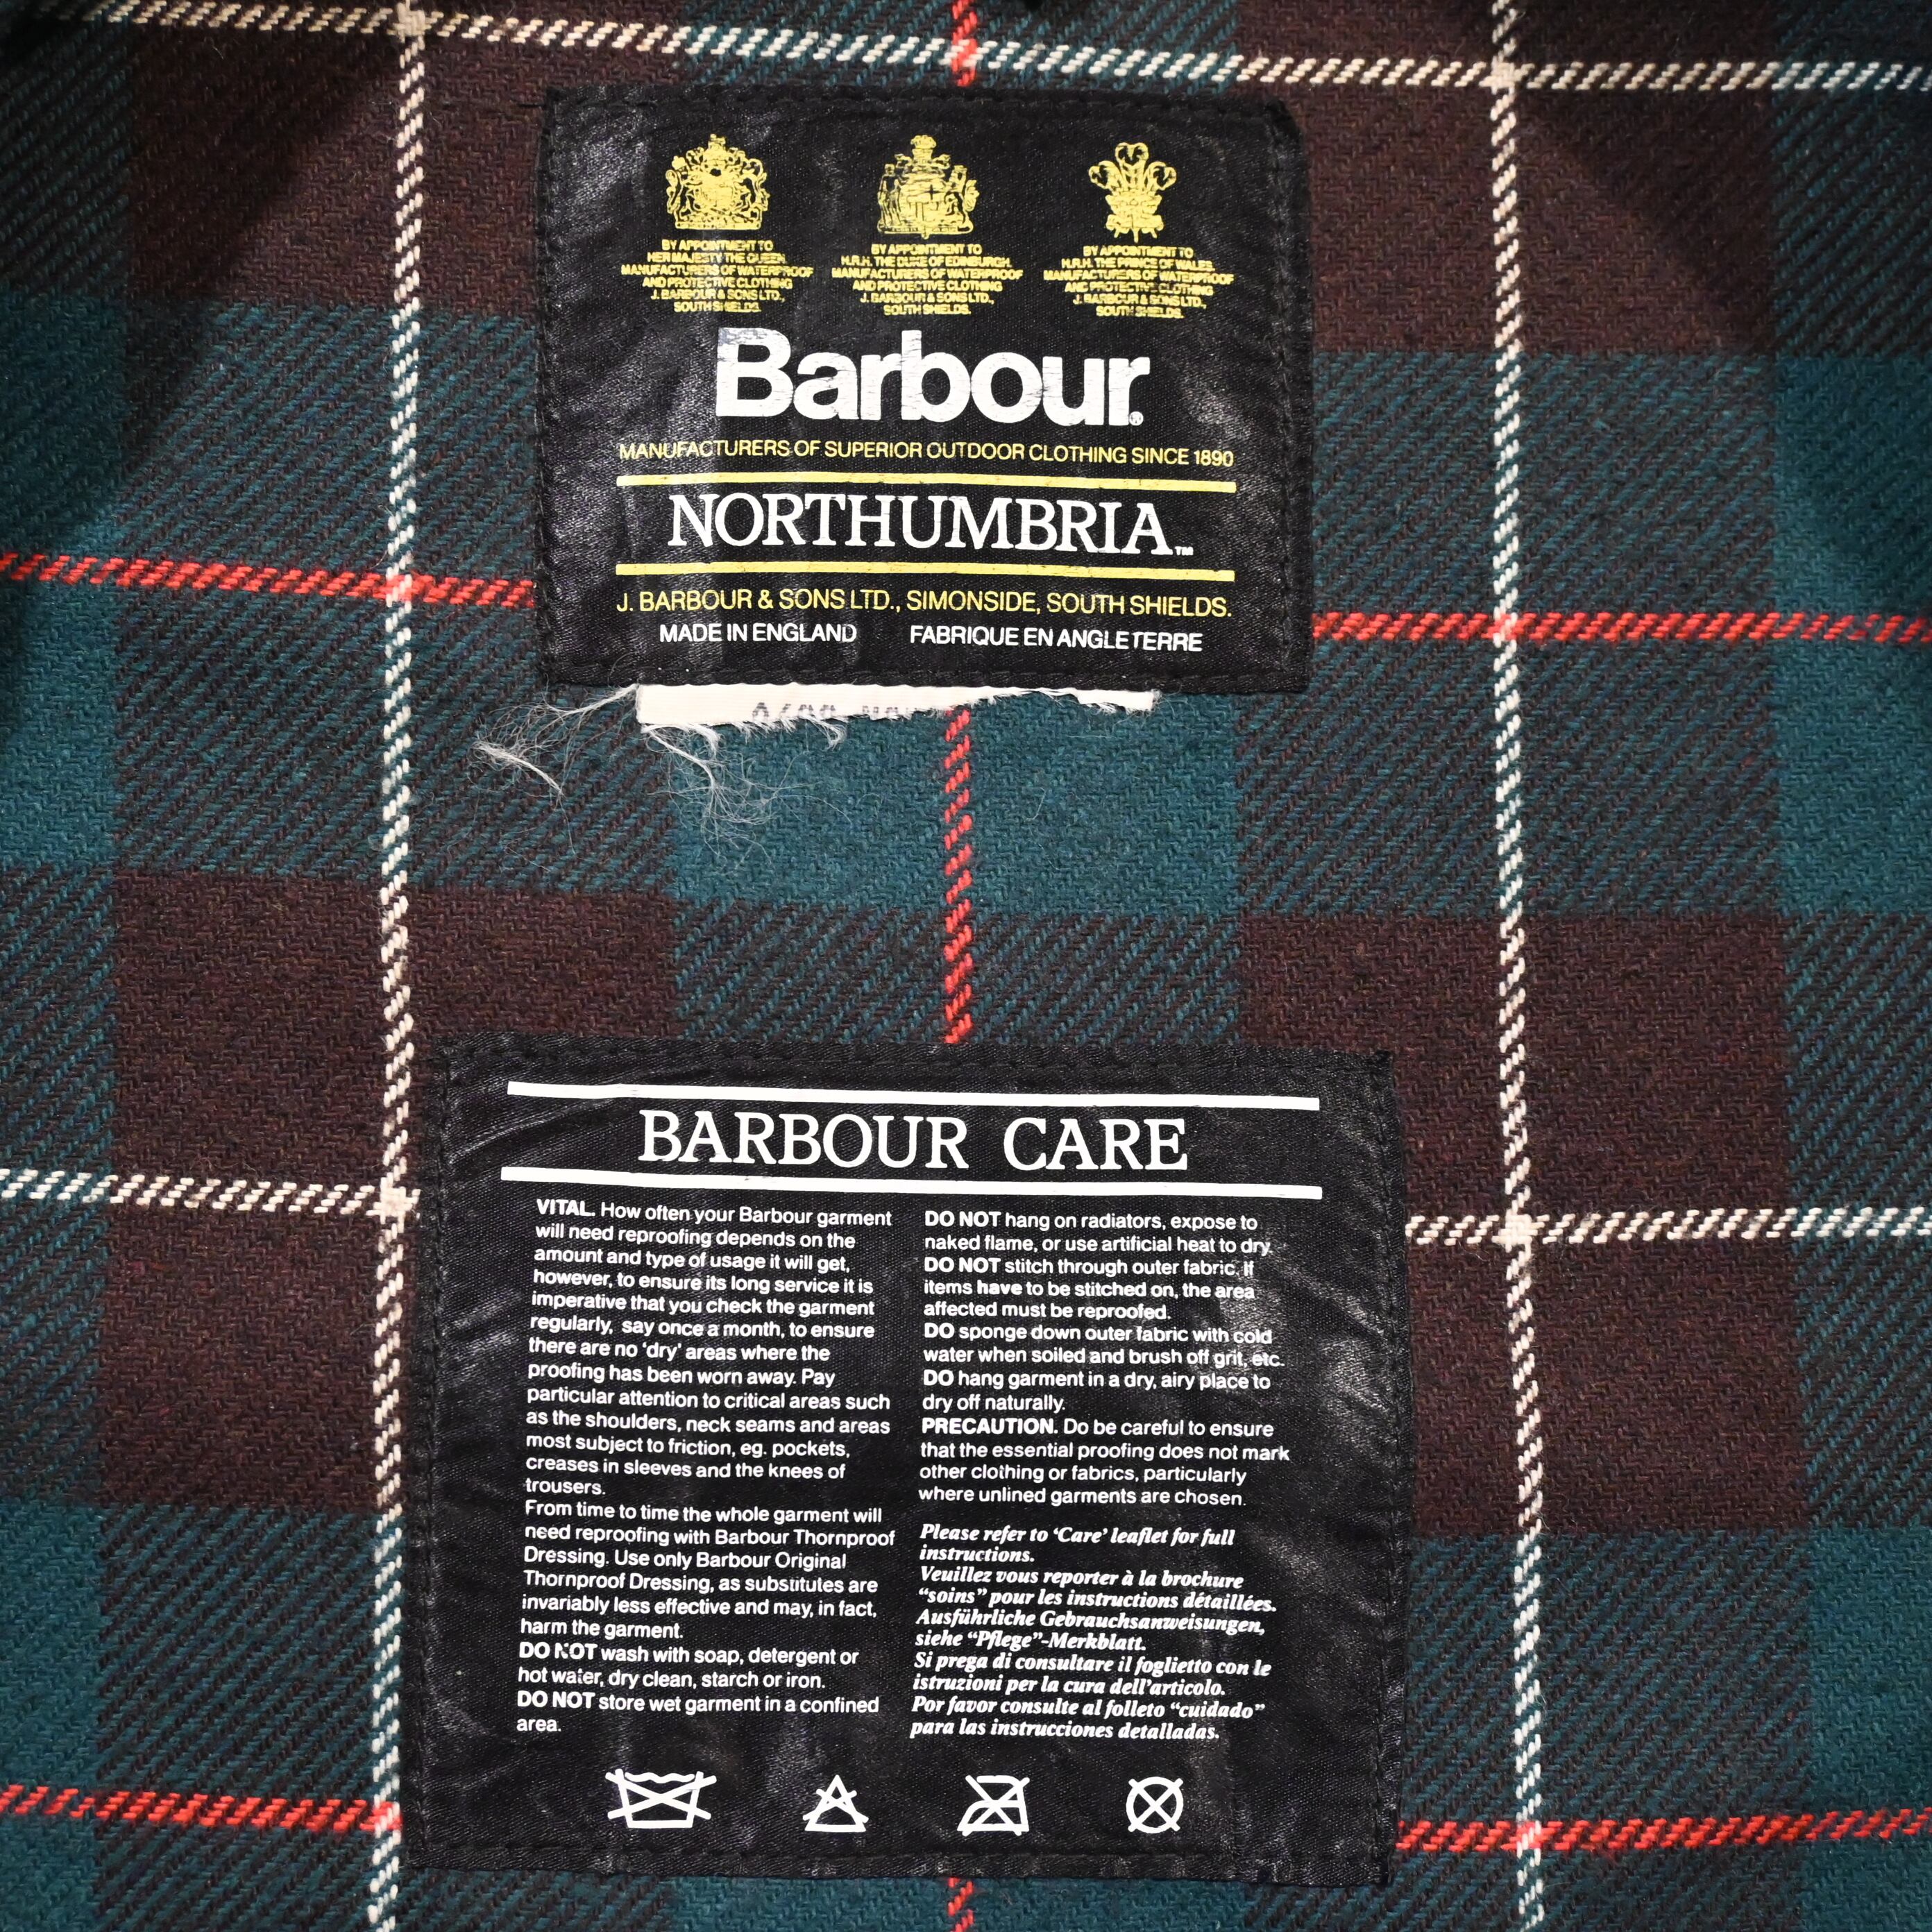 BY APPOINTMENT TO
HER MAJESTY THE QUEEN
MANUFACTURERS OF WATERPROOF
AND PROTECTIVE CLOTHING
J. BARBOUR & SONS LTD.,
SOUTH SHIELDS.
BY APPOINTMENT TO
H.R.H. THE DUKE OF EDINBURGH.
MANUFACTURERS OF WATERPROOF
AND PROTECTIVE CLOTHING
J. BARBOUR & SONS LTD.,
SOUTH SHIELDS.
BY APPOINTMENT TO
H.R.H. THE PRINCE OF WALES.
MANUFACTURERS OF WATERPROOF
AND PROTECTIVE CLOTHING
J. BARBOUR & SONS LTD.,
SOUTH SHIELDS.
Barbour®
MANUFACTURERS OF SUPERIOR OUTDOOR CLOTHING SINCE 1890
NORTHUMBRIA™
J. BARBOUR & SONS LTD., SIMONSIDE, SOUTH SHIELDS.
MADE IN ENGLAND FABRIQUE EN ANGLETERRE
BARBOUR CARE
VITAL. How often your Barbour garment
will need reproofing depends on the
amount and type of usage it will get,
however, to ensure its long service it is
imperative that you check the garment
regularly, say once a month, to ensure
there are no 'dry' areas where the
proofing has been worn away. Pay
particular attention to critical areas such
as the shoulders, neck seams and areas
most subject to friction, eg. pockets,
creases in sleeves and the knees of
trousers.
From time to time the whole garment will
need reproofing with Barbour Thornproof
Dressing. Use only Barbour Original
Thornproof Dressing, as substitutes are
invariably less effective and may, in fact,
harm the garment.
DO NOT wash with soap, detergent or
hot water, dry clean, starch or iron.
DO NOT store wet garment in a confined
area.
DO NOT hang on radiators, expose to
naked flame, or use artificial heat to dry.
DO NOT stitch through outer fabric. If
items have to be stitched on, the area
affected must be reproofed.
DO sponge down outer fabric with cold
water when soiled and brush off grit, etc.
DO hang garment in a dry, airy place to
dry off naturally.
PRECAUTION. Do be careful to ensure
that the essential proofing does not mark
other clothing or fabrics, particularly
where unlined garments are chosen.
Please refer to 'Care' leaflet for full
instructions.
Veuillez vous reporter à la brochure
"soins" pour les instructions détaillées.
Ausführliche Gebrauchsanweisungen,
siehe "Pflege"-Merkblatt.
Si prega di consultare il foglietto con le
istruzioni per la cura dell'articolo.
Por favor consulte al folleto "cuidado"
para las instrucciones detalladas.